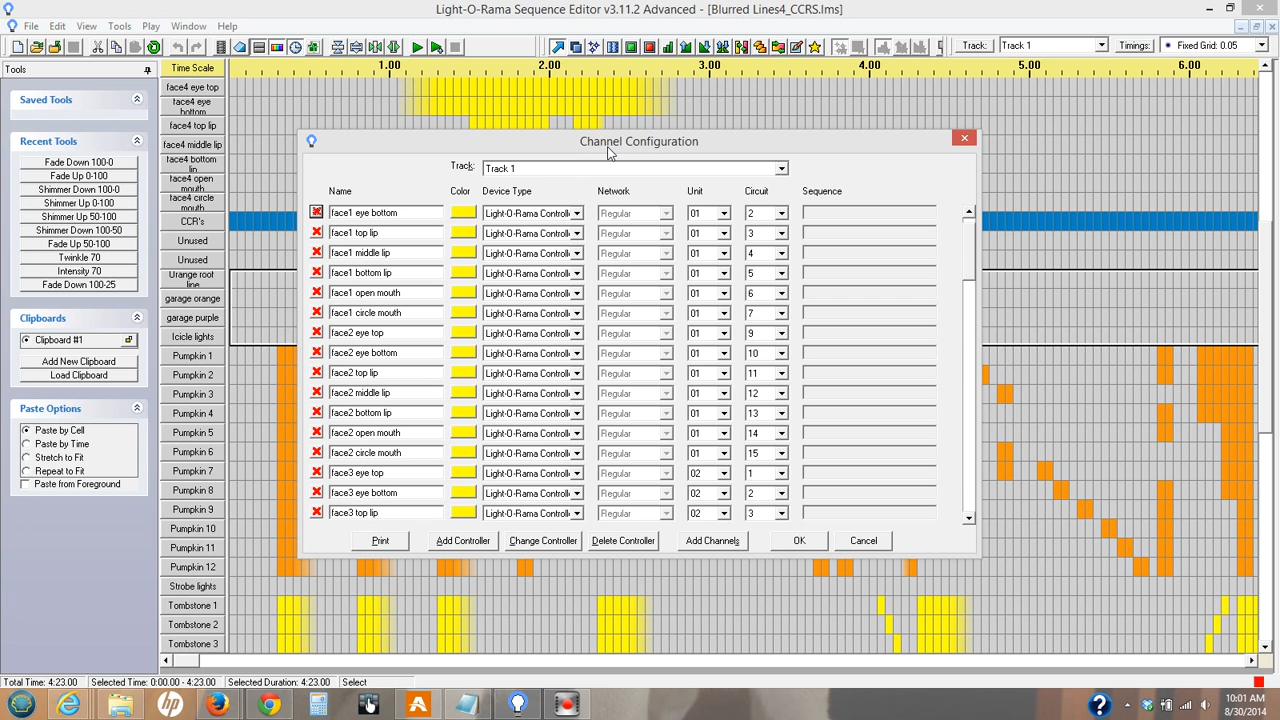 Light-O-Rama Sequence Editor v3.11.2 Advanced - [Blurred Lines4_CCRS.lms]
File Edit View Tools Play Window Help
Track: Track 1 Timings: Fixed Grid: 0.05
Tools
Saved Tools
Recent Tools
Fade Down 100-0
Fade Up 0-100
Shimmer Down 100-0
Shimmer Up 0-100
Shimmer Up 50-100
Shimmer Down 100-50
Fade Up 50-100
Twinkle 70
Intensity 70
Fade Down 100-25
Clipboards
Clipboard #1
Add New Clipboard
Load Clipboard
Paste Options
Paste by Cell
Paste by Time
Stretch to Fit
Repeat to Fit
Paste from Foreground
Time Scale 1.00 2.00 3.00 4.00 5.00 6.00
face4 eye top
face4 eye bottom
face4 top lip
face4 middle lip
face4 bottom lip
face4 open mouth
face4 circle mouth
CCR's
Unused
Unused
Urange root line
garage orange
garage purple
Icicle lights
Pumpkin 1
Pumpkin 2
Pumpkin 3
Pumpkin 4
Pumpkin 5
Pumpkin 6
Pumpkin 7
Pumpkin 8
Pumpkin 9
Pumpkin 10
Pumpkin 11
Pumpkin 12
Strobe lights
Tombstone 1
Tombstone 2
Tombstone 3
Channel Configuration
Track: Track 1
Name Color Device Type Network Unit Circuit Sequence
face1 eye bottom Light-O-Rama Controlle Regular 01 2
face1 top lip Light-O-Rama Controlle Regular 01 3
face1 middle lip Light-O-Rama Controlle Regular 01 4
face1 bottom lip Light-O-Rama Controlle Regular 01 5
face1 open mouth Light-O-Rama Controlle Regular 01 6
face1 circle mouth Light-O-Rama Controlle Regular 01 7
face2 eye top Light-O-Rama Controlle Regular 01 9
face2 eye bottom Light-O-Rama Controlle Regular 01 10
face2 top lip Light-O-Rama Controlle Regular 01 11
face2 middle lip Light-O-Rama Controlle Regular 01 12
face2 bottom lip Light-O-Rama Controlle Regular 01 13
face2 open mouth Light-O-Rama Controlle Regular 01 14
face2 circle mouth Light-O-Rama Controlle Regular 01 15
face3 eye top Light-O-Rama Controlle Regular 02 1
face3 eye bottom Light-O-Rama Controlle Regular 02 2
face3 top lip Light-O-Rama Controlle Regular 02 3
Print Add Controller Change Controller Delete Controller Add Channels OK Cancel
Total Time: 4:23.00 Selected Time: 0:00.00 - 4:23.00 Selected Duration: 4:23.00 Select
hp
10:01 AM
8/30/2014